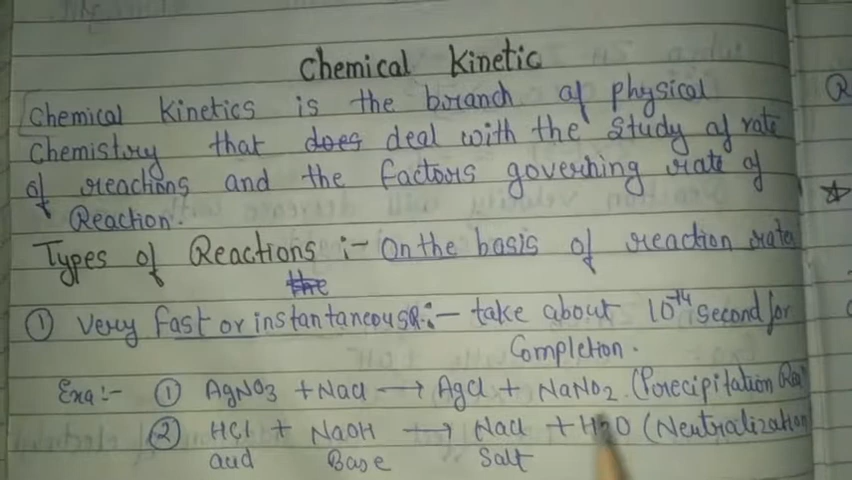 Chemical Kinetic
Chemical Kinetics is the branch of physical
Chemistry that does deal with the study of rate
of reactions and the factors governing rate of
Reaction.
Types of Reactions :- On the basis of reaction rate
the
① Very fast or instantaneous R :- take about 10⁻¹⁴ second for
Completion.
Exa :- ① AgNO3 + NaCl → AgCl + NaNO2 (Precipitation Rea
② HCl + NaOH → NaCl + H2O (Neutralization
acid Base Salt